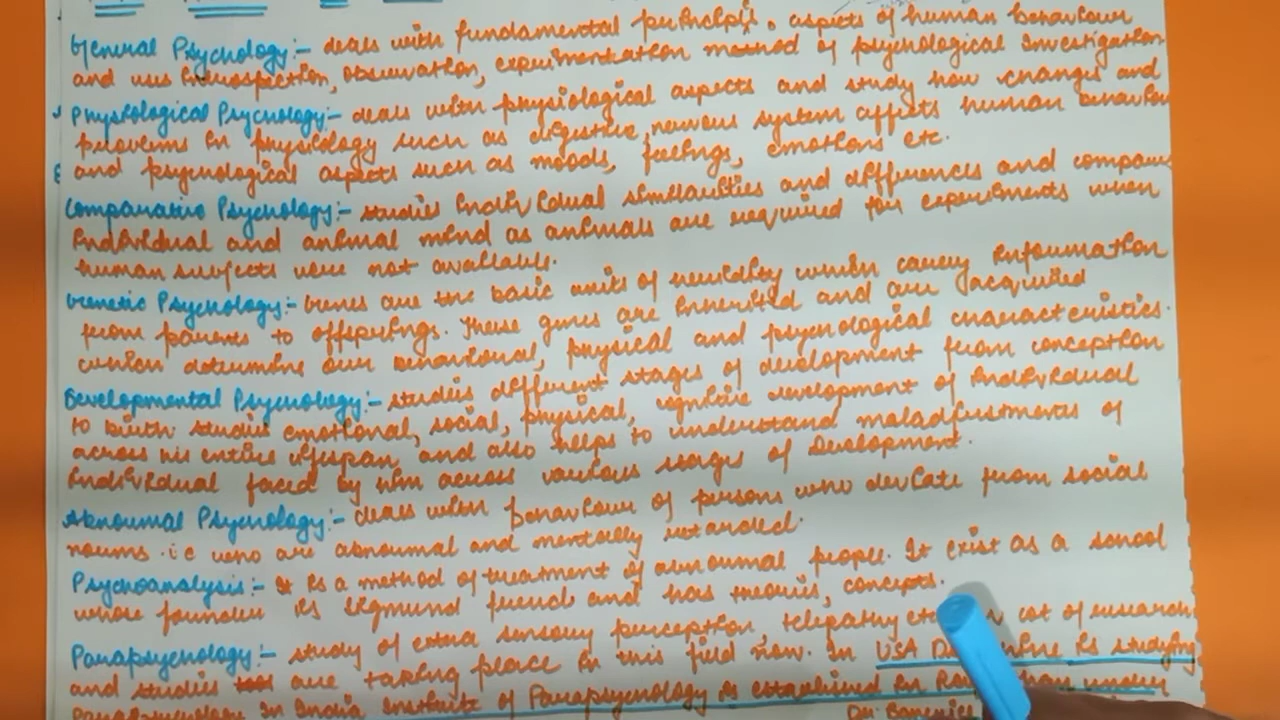 General Psychology:- deals with fundamental principls, aspects of human behaviour
and uses introspection, observation, experimentation method of psychological investigation
Physiological Psychology:- deals with physiological aspects and study how changes and
problems in physiology such as digestive, nervous system affects human behaviour
and psychological aspects such as moods, feelings, emotions etc.
Comparative Psychology:- studies individual similarities and differences and compares
individual and animal mind as animals are required for experiments when
human subjects were not available.
Genetic Psychology:- Genes are the basic units of heredity which carry information
from parents to offsprings. These genes are inherited and are acquired
which determine our behavioural, physical and psychological characteristics.
Developmental Psychology:- studies different stages of development from conception
to birth studies emotional, social, physical, cognitive development of individual
across his entire lifespan, and also helps to understand maladjustments of
individual faced by him across various stages of Development.
Abnormal Psychology:- deals with behaviour of persons who deviate from social
norms. i.e who are abnormal and mentally retarded.
Psychoanalysis:- It is a method of treatment of abnormal people. It exist as a school
whose founder is Sigmund freud and has theories, concepts.
Parapsychology:- study of extra sensory perception, telepathy etc lot of research
and studies are taking place in this field now. In USA is studying
parapsychology In India Institute of Parapsychology is established in under
Dr. Banerjee